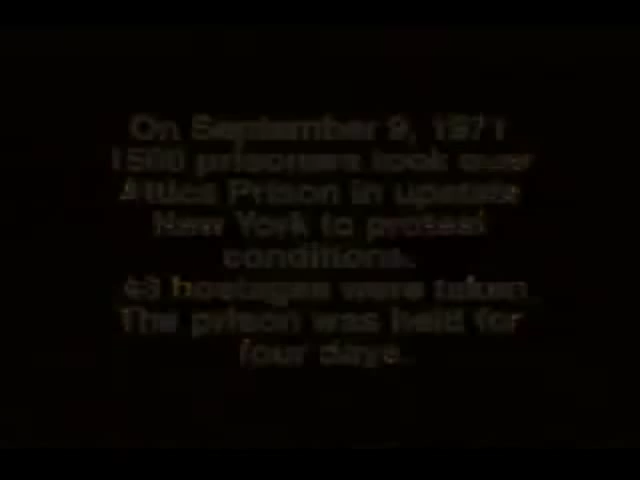 On September 9, 1971
1500 prisoners took over
Attica Prison in upstate
New York to protest
conditions.
hostages were taken.
The prison was held for
four days.